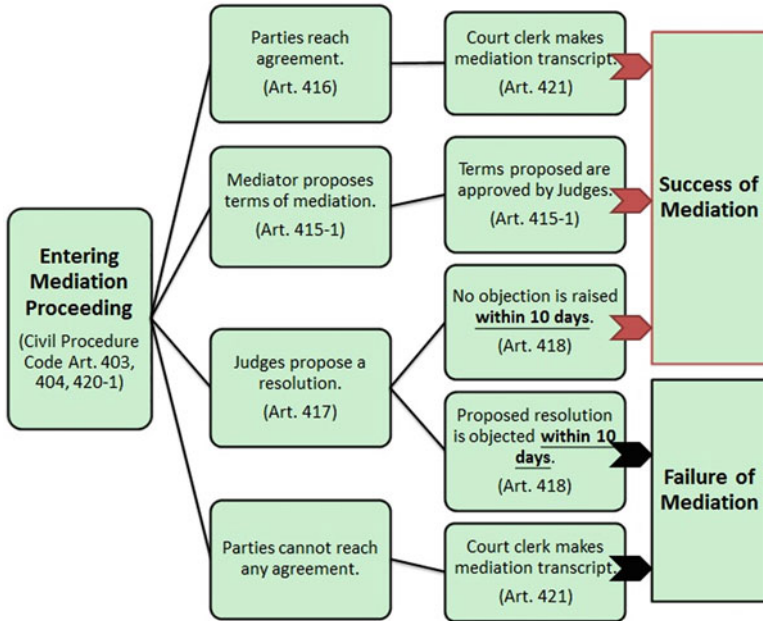 Entering
Mediation
Proceeding
(Civil Procedure
Code Art. 403,
404, 420-1)
Parties reach
agreement.
(Art. 416)
Court clerk makes
mediation transcript.
(Art. 421)
Mediator proposes
terms of mediation.
(Art. 415-1)
Terms proposed are
approved by Judges.
(Art. 415-1)
Judges propose a
resolution.
(Art. 417)
No objection is raised
within 10 days.
(Art. 418)
Proposed resolution
is objected within 10
days.
(Art. 418)
Parties cannot reach
any agreement.
Court clerk makes
mediation transcript.
(Art. 421)
Success of
Mediation
Failure of
Mediation